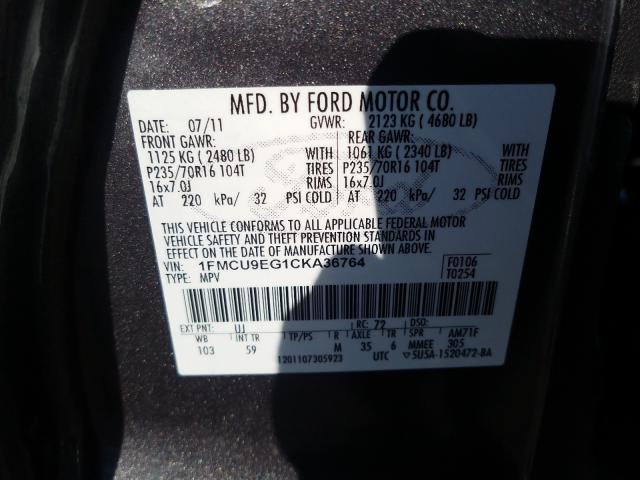 MFD. BY FORD MOTOR CO.
DATE: 07/11 GVWR: 2123 KG ( 4680 LB)
FRONT GAWR: REAR GAWR:
1125 KG ( 2480 LB) WITH 1061 KG ( 2340 LB) WITH
P235/70R16 104T TIRES P235/70R16 104T TIRES
16x7.0J RIMS 16x7.0J RIMS
AT 220 kPa/ 32 PSI COLD AT 220 kPa/ 32 PSI COLD
THIS VEHICLE CONFORMS TO ALL APPLICABLE FEDERAL MOTOR
VEHICLE SAFETY AND THEFT PREVENTION STANDARDS IN
EFFECT ON THE DATE OF MANUFACTURE SHOWN ABOVE.
VIN: 1FMCU9EG1CKA36764 F0106
TYPE: MPV T0254
EXT PNT: UJ RC: 72 DSO:
WB INT TR TP/PS R AXLE TR SPR AM71F
103 59 M 35 6 MMEE 305
1201107305923 UTC ▽5U5A-1520472-BA